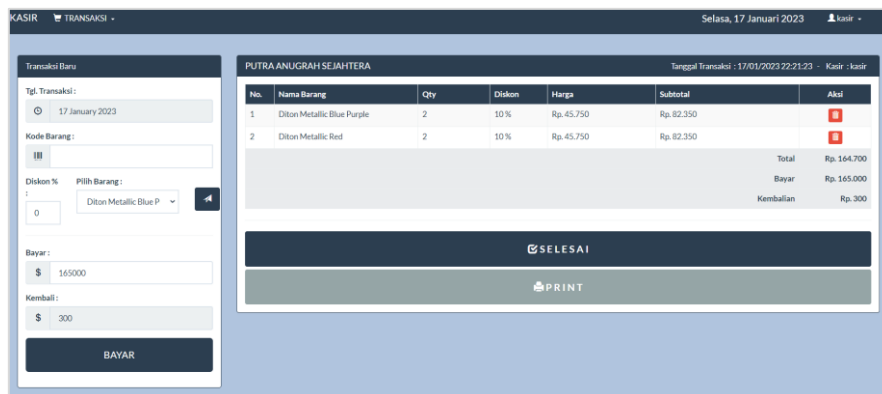 KASIR TRANSAKSI Selasa, 17 Januari 2023 kasir
Transaksi Baru
Tgl. Transaksi :
17 January 2023
Kode Barang :
Diskon % : Pilih Barang :
0 Diton Metallic Blue P
Bayar :
$ 165000
Kembali :
$ 300
BAYAR
PUTRA ANUGRAH SEJAHTERA Tanggal Transaksi : 17/01/2023 22:21:23 - Kasir : kasir
No. Nama Barang Qty Diskon Harga Subtotal Aksi
1 Diton Metallic Blue Purple 2 10 % Rp. 45.750 Rp. 82.350
2 Diton Metallic Red 2 10 % Rp. 45.750 Rp. 82.350
Total Rp. 164.700
Bayar Rp. 165.000
Kembalian Rp. 300
SELESAI
PRINT